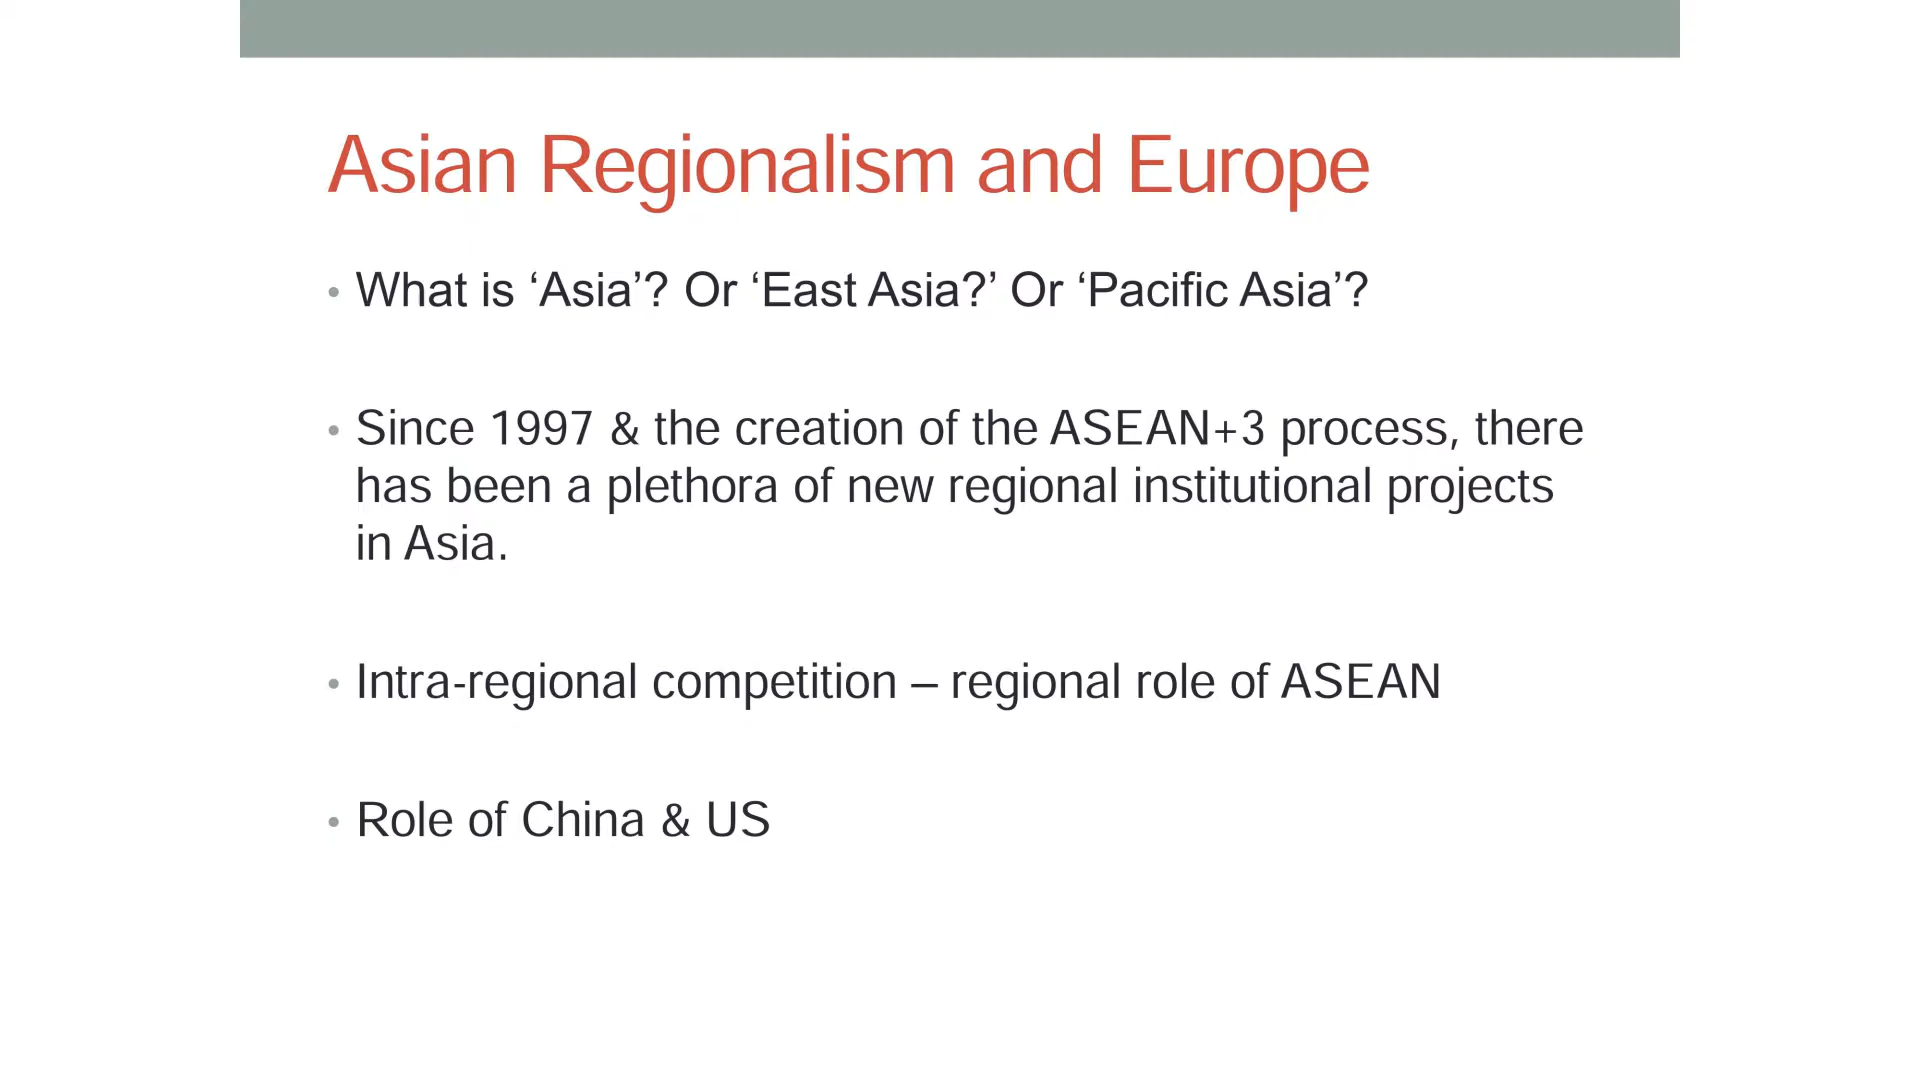 Asian Regionalism and Europe
• What is ‘Asia’? Or ‘East Asia?’ Or ‘Pacific Asia’?
• Since 1997 & the creation of the ASEAN+3 process, there
has been a plethora of new regional institutional projects
in Asia.
• Intra-regional competition – regional role of ASEAN
• Role of China & US